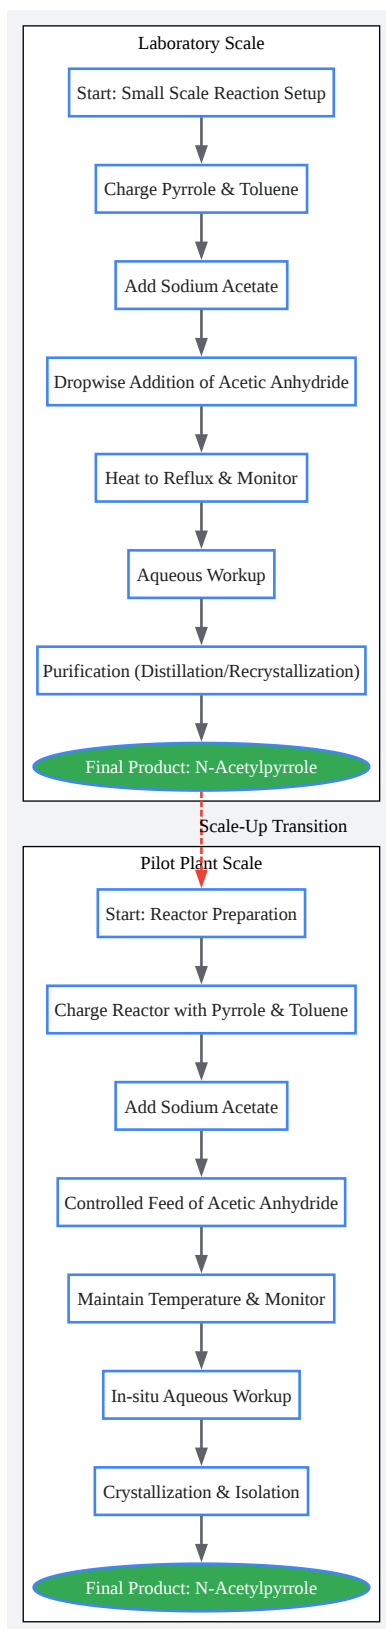 Laboratory Scale
Start: Small Scale Reaction Setup
Charge Pyrrole & Toluene
Add Sodium Acetate
Dropwise Addition of Acetic Anhydride
Heat to Reflux & Monitor
Aqueous Workup
Purification (Distillation/Recrystallization)
Final Product: N-Acetylpyrrole
Scale-Up Transition
Pilot Plant Scale
Start: Reactor Preparation
Charge Reactor with Pyrrole & Toluene
Add Sodium Acetate
Controlled Feed of Acetic Anhydride
Maintain Temperature & Monitor
In-situ Aqueous Workup
Crystallization & Isolation
Final Product: N-Acetylpyrrole